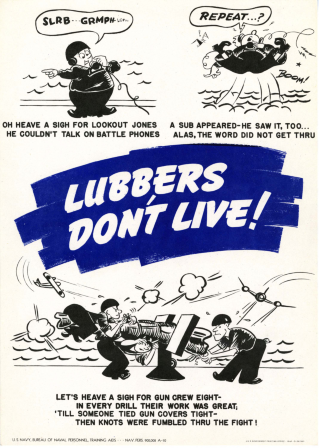 SLRB... GRMPH...
REPEAT...?
BOOM!
OH HEAVE A SIGH FOR LOOKOUT JONES
HE COULDN'T TALK ON BATTLE PHONES
A SUB APPEARED-HE SAW IT, TOO...
ALAS, THE WORD DID NOT GET THRU
LUBBERS
DON'T LIVE!
LET'S HEAVE A SIGH FOR GUN CREW EIGHT-
IN EVERY DRILL THEIR WORK WAS GREAT,
'TILL SOMEONE TIED GUN COVERS TIGHT-
THEN KNOTS WERE FUMBLED THRU THE FIGHT!
U.S. NAVY, BUREAU OF NAVAL PERSONNEL, TRAINING AIDS